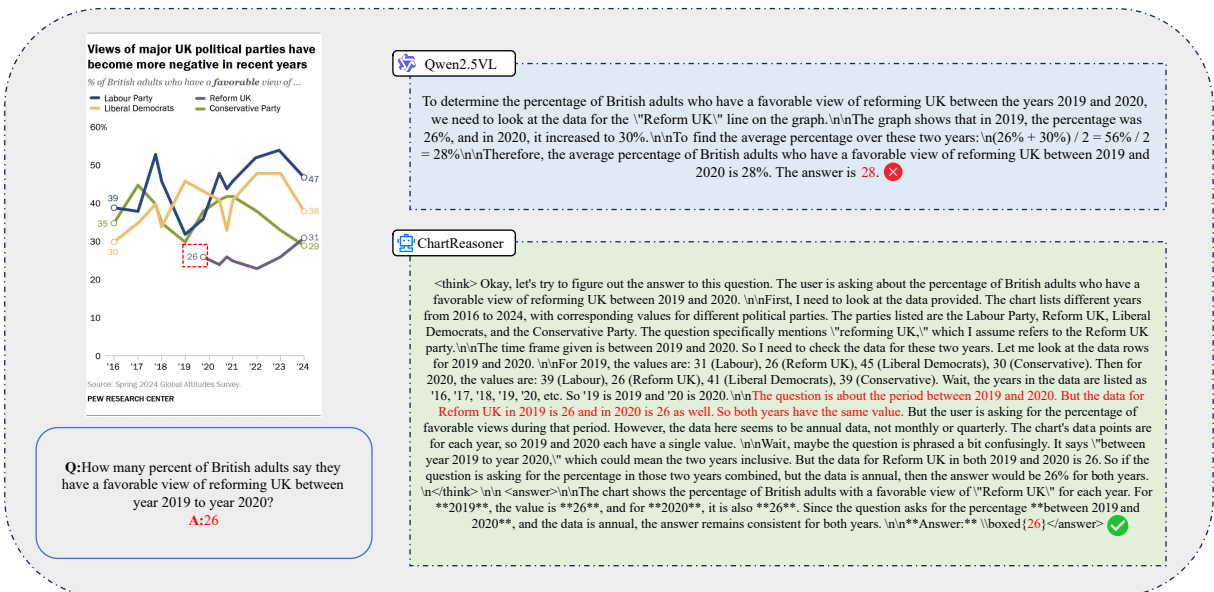 Views of major UK political parties have
become more negative in recent years
% of British adults who have a favorable view of ...
Labour Party
Reform UK
Liberal Democrats
Conservative Party
60%
50
40
30
20
10
0
39
35
30
26
47
38
31
29
'16 '17 '18 '19 '20 '21 '22 '23 '24
Source: Spring 2024 Global Attitudes Survey.
PEW RESEARCH CENTER
Q:How many percent of British adults say they
have a favorable view of reforming UK between
year 2019 to year 2020?
A:26
Qwen2.5VL
To determine the percentage of British adults who have a favorable view of reforming UK between the years 2019 and 2020,
we need to look at the data for the \"Reform UK\" line on the graph.\n\nThe graph shows that in 2019, the percentage was
26%, and in 2020, it increased to 30%.\n\nTo find the average percentage over these two years:\n(26% + 30%) / 2 = 56% / 2
= 28%\n\nTherefore, the average percentage of British adults who have a favorable view of reforming UK between 2019 and
2020 is 28%. The answer is 28.
ChartReasoner
<think> Okay, let's try to figure out the answer to this question. The user is asking about the percentage of British adults who have a
favorable view of reforming UK between 2019 and 2020. \n\nFirst, I need to look at the data provided. The chart lists different years
from 2016 to 2024, with corresponding values for different political parties. The parties listed are the Labour Party, Reform UK, Liberal
Democrats, and the Conservative Party. The question specifically mentions \"reforming UK,\" which I assume refers to the Reform UK
party.\n\nThe time frame given is between 2019 and 2020. So I need to check the data for these two years. Let me look at the data rows
for 2019 and 2020. \n\nFor 2019, the values are: 31 (Labour), 26 (Reform UK), 45 (Liberal Democrats), 30 (Conservative). Then for
2020, the values are: 39 (Labour), 26 (Reform UK), 41 (Liberal Democrats), 39 (Conservative). Wait, the years in the data are listed as
'16, '17, '18, '19, '20, etc. So '19 is 2019 and '20 is 2020.\n\nThe question is about the period between 2019 and 2020. But the data for
Reform UK in 2019 is 26 and in 2020 is 26 as well. So both years have the same value. But the user is asking for the percentage of
favorable views during that period. However, the data here seems to be annual data, not monthly or quarterly. The chart's data points are
for each year, so 2019 and 2020 each have a single value. \n\nWait, maybe the question is phrased a bit confusingly. It says \"between
year 2019 to year 2020,\" which could mean the two years inclusive. But the data for Reform UK in both 2019 and 2020 is 26. So if the
question is asking for the percentage in those two years combined, but the data is annual, then the answer would be 26% for both years.
\n</think> \n\n <answer>\n\nThe chart shows the percentage of British adults with a favorable view of \"Reform UK\" for each year. For
**2019**, the value is **26**, and for **2020**, it is also **26**. Since the question asks for the percentage **between 2019 and
2020**, and the data is annual, the answer remains consistent for both years. \n\n**Answer:** \\boxed{26}</answer>